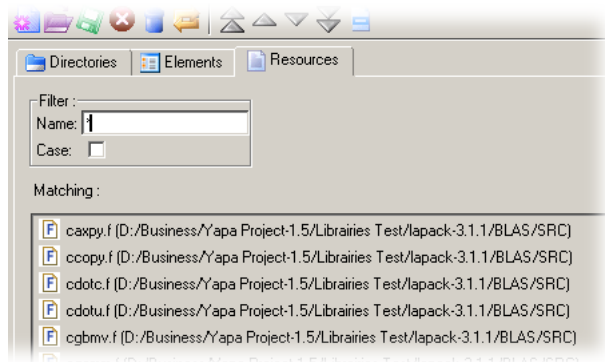 Directories Elements Resources
Filter :
Name: *
Case:
Matching :
caxpy.f (D:/Business/Yapa Project-1.5/Librairies Test/lapack-3.1.1/BLAS/SRC)
ccopy.f (D:/Business/Yapa Project-1.5/Librairies Test/lapack-3.1.1/BLAS/SRC)
cdotc.f (D:/Business/Yapa Project-1.5/Librairies Test/lapack-3.1.1/BLAS/SRC)
cdotu.f (D:/Business/Yapa Project-1.5/Librairies Test/lapack-3.1.1/BLAS/SRC)
cgbmv.f (D:/Business/Yapa Project-1.5/Librairies Test/lapack-3.1.1/BLAS/SRC)